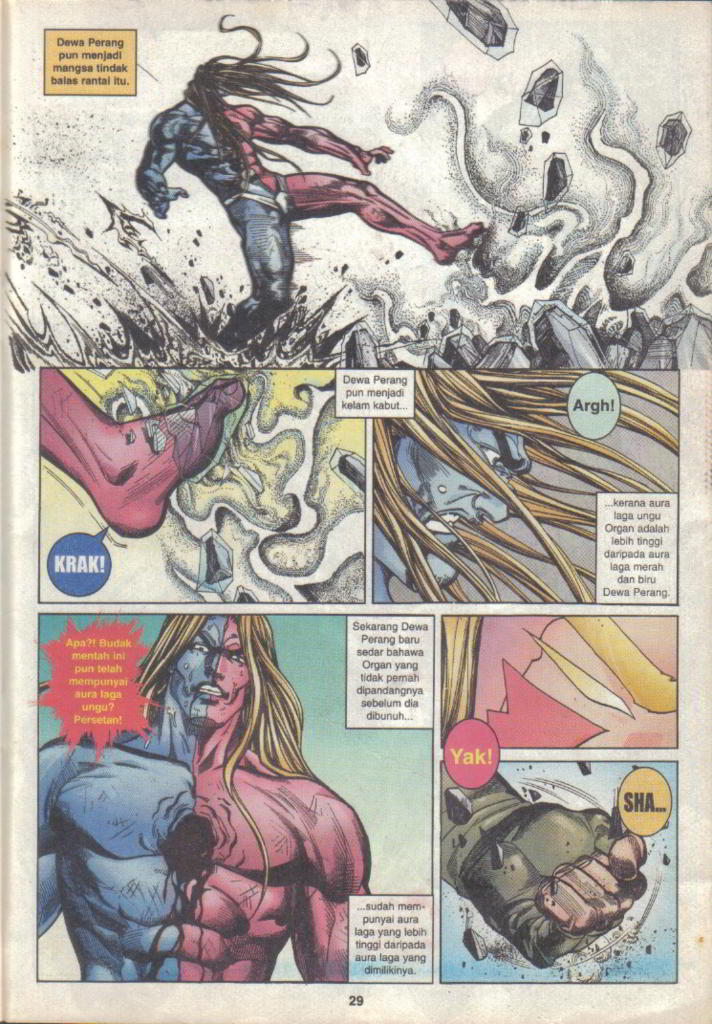 Dewa Perang
pun menjadi
mangsa tindak
balas rantai itu.
Dewa Perang
pun menjadi
kelam kabut...
Argh!
KRAK!
...kerana aura
laga ungu
Organ adalah
lebih tinggi
daripada aura
laga merah
dan biru
Dewa Perang.
Apa?! Budak
mentah ini
pun telah
mempunyai
aura laga
ungu?
Persetan!
Sekarang Dewa
Perang baru
sedar bahawa
Organ yang
tidak pernah
dipandangnya
sebelum dia
dibunuh...
Yak!
SHA...
...sudah mem-
punyai aura
laga yang lebih
tinggi daripada
aura laga yang
dimilikinya.
29